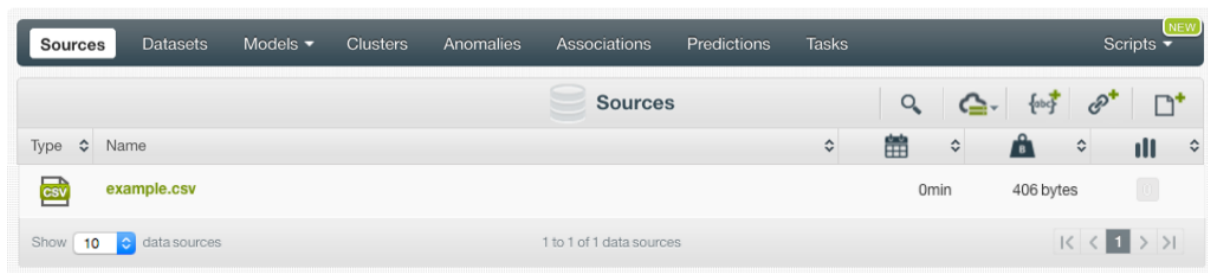 NEW
Sources Datasets Models Clusters Anomalies Associations Predictions Tasks Scripts
Sources {abc}
Type Name B
CSV example.csv 0min 406 bytes 0
Show 10 data sources 1 to 1 of 1 data sources 1